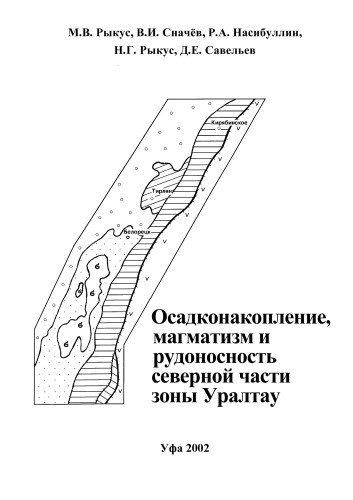 М.В. Рыкус, В.И. Сначёв, Р.А. Насибуллин,
Н.Г. Рыкус, Д.Е. Савельев
Кирябинское
Тирлян
Белорецк
Осадконакопление,
магматизм и
рудоносность
северной части
зоны Уралтау
Уфа 2002